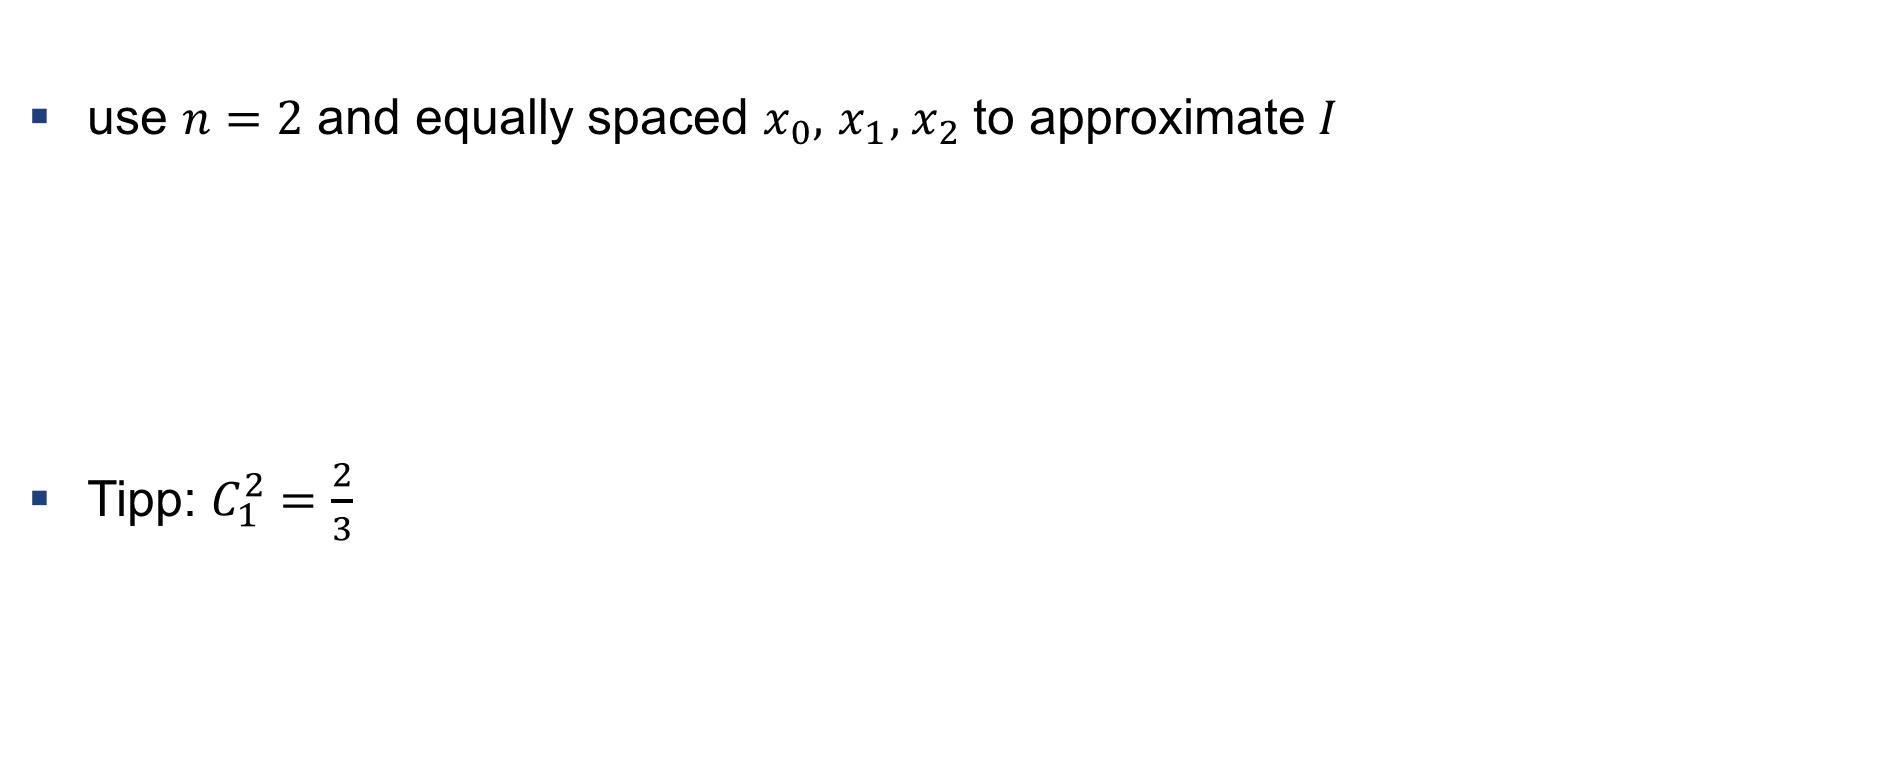 ▪ use 𝑛 = 2 and equally spaced 𝑥₀, 𝑥₁, 𝑥₂ to approximate 𝐼
▪ Tipp: 𝐶₁² = 2/3